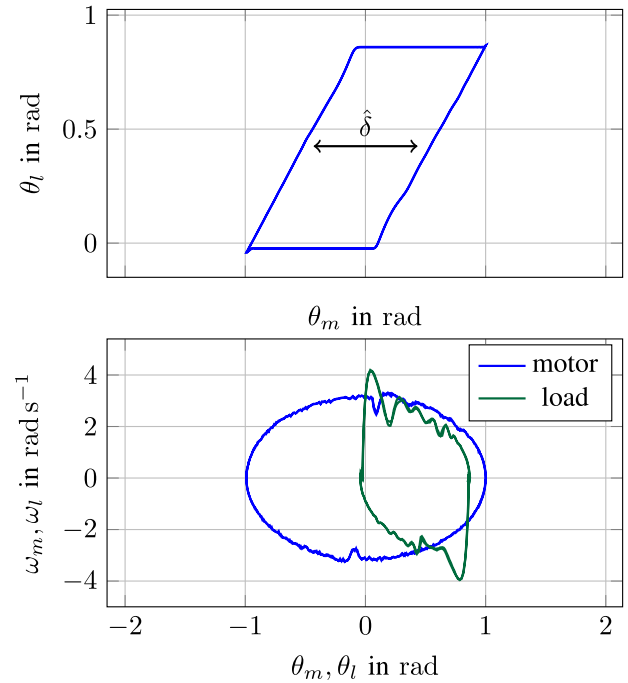 1
0.5
0
θ_l in rad
δ̂
θ_m in rad
motor
load
4
2
0
−2
−4
ω_m, ω_l in rad s⁻¹
−2 −1 0 1 2
θ_m, θ_l in rad